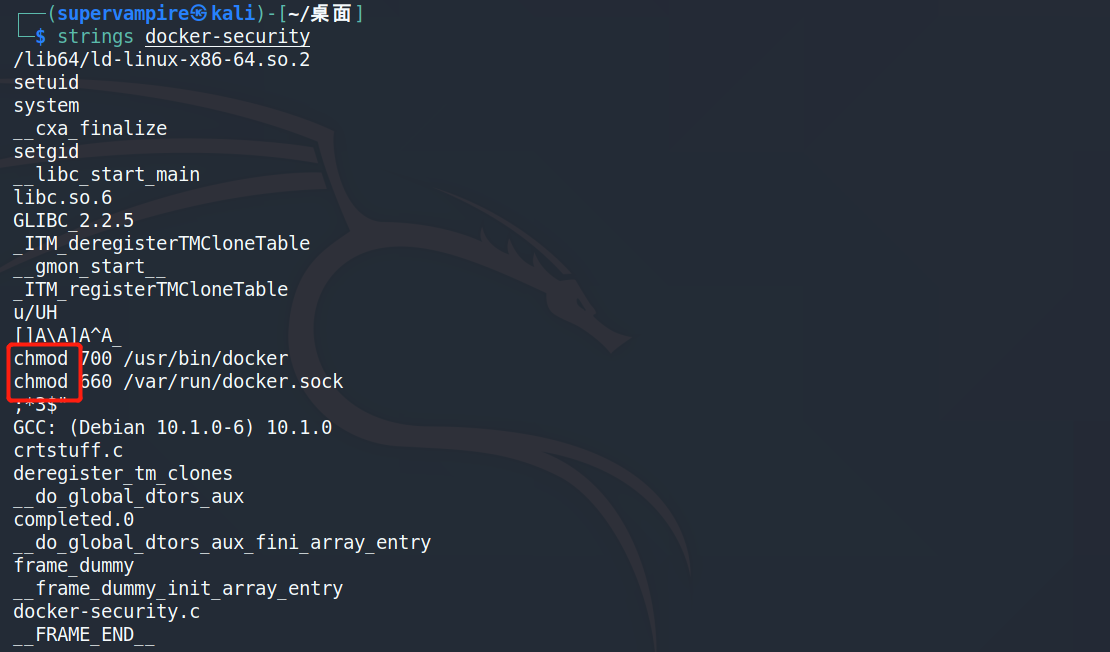 (supervampire㉿kali)-[~/桌面]
$ strings docker-security
/lib64/ld-linux-x86-64.so.2
setuid
system
__cxa_finalize
setgid
__libc_start_main
libc.so.6
GLIBC_2.2.5
_ITM_deregisterTMCloneTable
__gmon_start__
_ITM_registerTMCloneTable
u/UH
[]A\A]A^A_
chmod 700 /usr/bin/docker
chmod 660 /var/run/docker.sock
;*3$"
GCC: (Debian 10.1.0-6) 10.1.0
crtstuff.c
deregister_tm_clones
__do_global_dtors_aux
completed.0
__do_global_dtors_aux_fini_array_entry
frame_dummy
__frame_dummy_init_array_entry
docker-security.c
__FRAME_END__